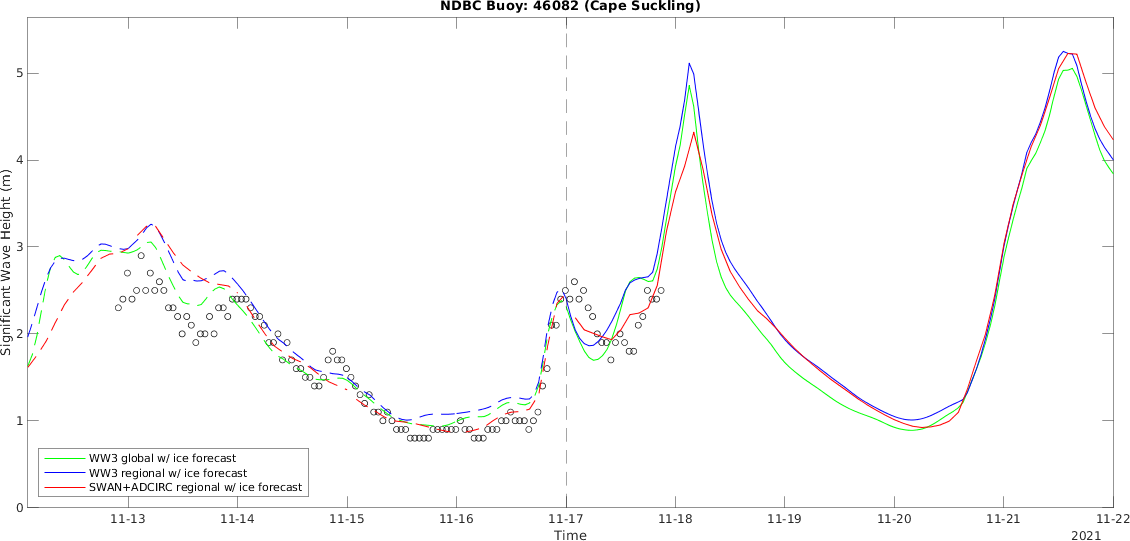 NDBC Buoy: 46082 (Cape Suckling)
Significant Wave Height (m)
5
4
3
2
1
0
WW3 global w/ ice forecast
WW3 regional w/ ice forecast
SWAN+ADCIRC regional w/ ice forecast
11-13 11-14 11-15 11-16 11-17 11-18 11-19 11-20 11-21 11-22
Time
2021